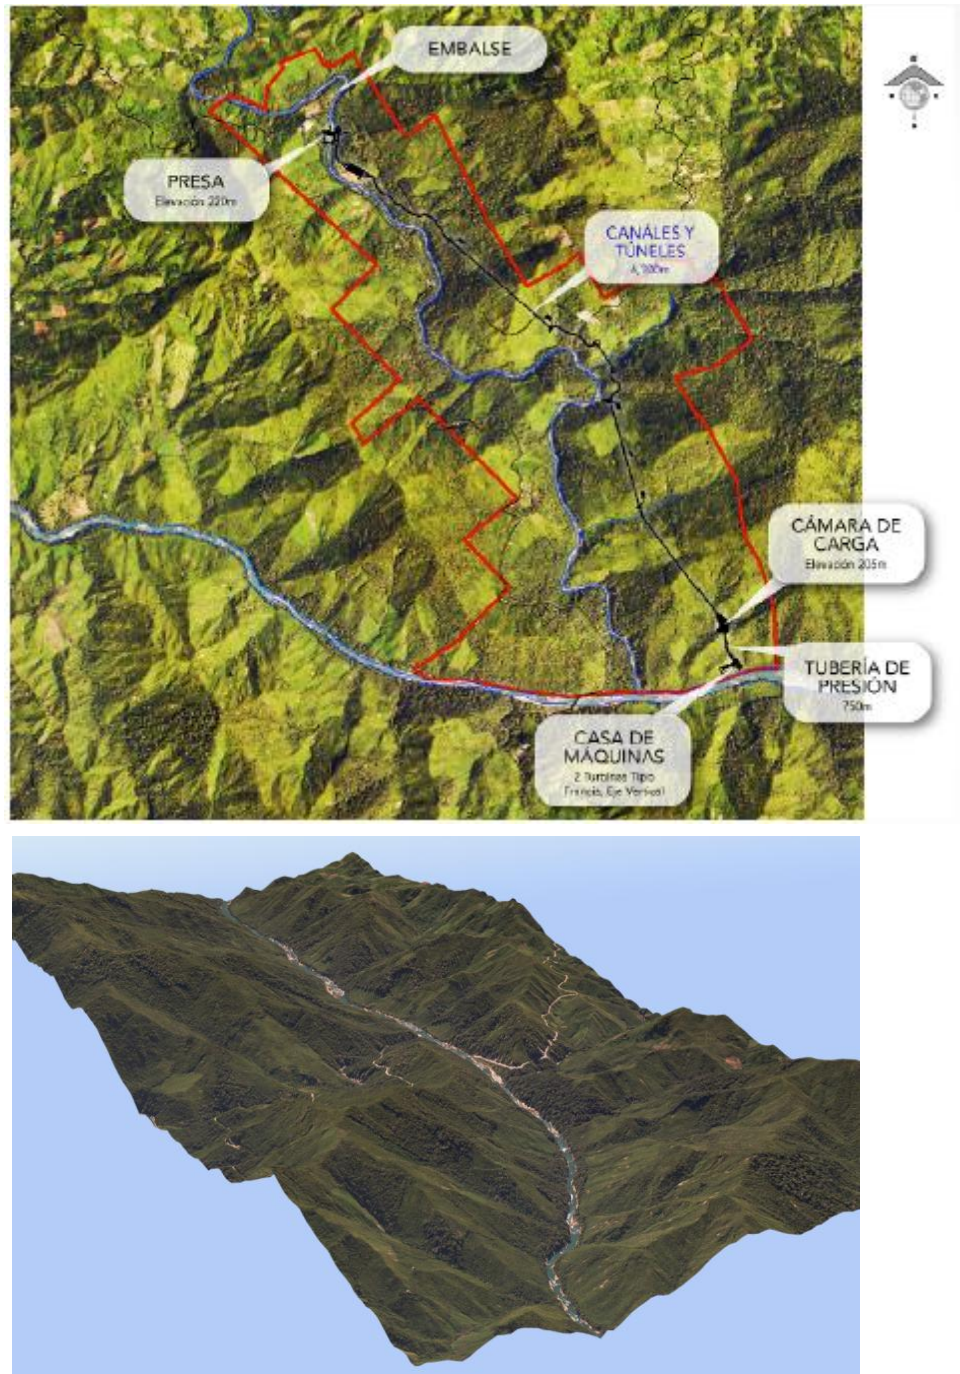 EMBALSE
PRESA
Elevación 220m
CANÁLES Y
TÚNELES
CÁMARA DE
CARGA
Elevación 205m
TUBERÍA DE
PRESIÓN
750m
CASA DE
MÁQUINAS
2 Turbinas Tipo
Francis, Eje Vertical